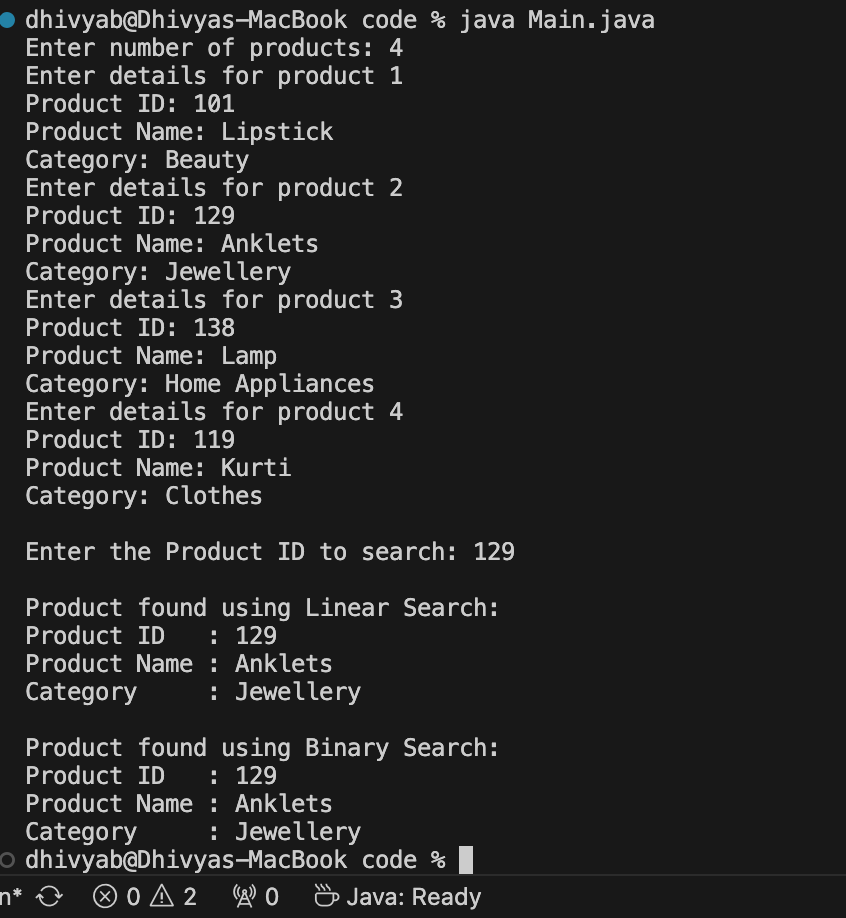 dhivyab@Dhivyas-MacBook code % java Main.java
Enter number of products: 4
Enter details for product 1
Product ID: 101
Product Name: Lipstick
Category: Beauty
Enter details for product 2
Product ID: 129
Product Name: Anklets
Category: Jewellery
Enter details for product 3
Product ID: 138
Product Name: Lamp
Category: Home Appliances
Enter details for product 4
Product ID: 119
Product Name: Kurti
Category: Clothes

Enter the Product ID to search: 129

Product found using Linear Search:
Product ID   : 129
Product Name : Anklets
Category     : Jewellery

Product found using Binary Search:
Product ID   : 129
Product Name : Anklets
Category     : Jewellery
dhivyab@Dhivyas-MacBook code %
n* 0 2 0 Java: Ready